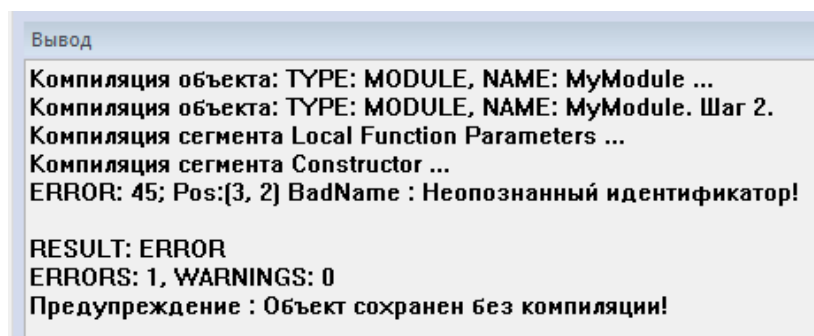 Вывод
Компиляция объекта: TYPE: MODULE, NAME: MyModule ...
Компиляция объекта: TYPE: MODULE, NAME: MyModule. Шаг 2.
Компиляция сегмента Local Function Parameters ...
Компиляция сегмента Constructor ...
ERROR: 45; Pos:(3, 2) BadName : Неопознанный идентификатор!
RESULT: ERROR
ERRORS: 1, WARNINGS: 0
Предупреждение : Объект сохранен без компиляции!